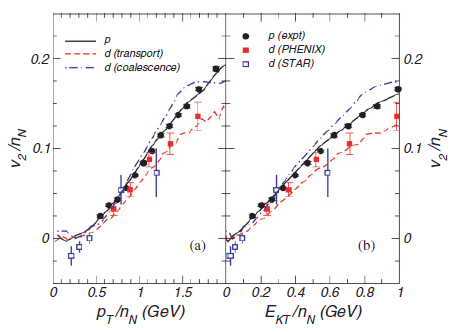 p
d (transport)
d (coalescence)
p (expt)
d (PHENIX)
d (STAR)
v2/nN
0.2
0.1
0
0.2
0.1
0
v2/nN
(a)
(b)
0 0.5 1 1.5
0 0.2 0.4 0.6 0.8 1
pT/nN (GeV)
EKT/nN (GeV)